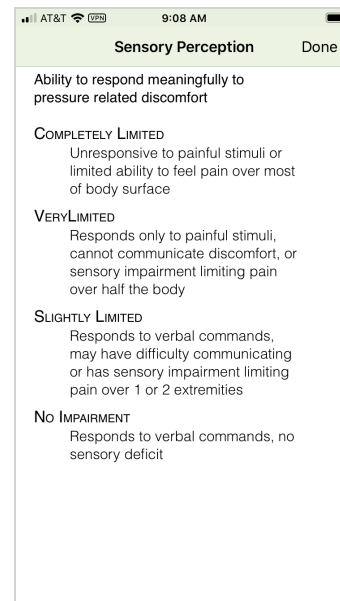 AT&T VPN 9:08 AM
Sensory Perception Done
Ability to respond meaningfully to
pressure related discomfort
COMPLETELY LIMITED
Unresponsive to painful stimuli or
limited ability to feel pain over most
of body surface
VERYLIMITED
Responds only to painful stimuli,
cannot communicate discomfort, or
sensory impairment limiting pain
over half the body
SLIGHTLY LIMITED
Responds to verbal commands,
may have difficulty communicating
or has sensory impairment limiting
pain over 1 or 2 extremities
NO IMPAIRMENT
Responds to verbal commands, no
sensory deficit